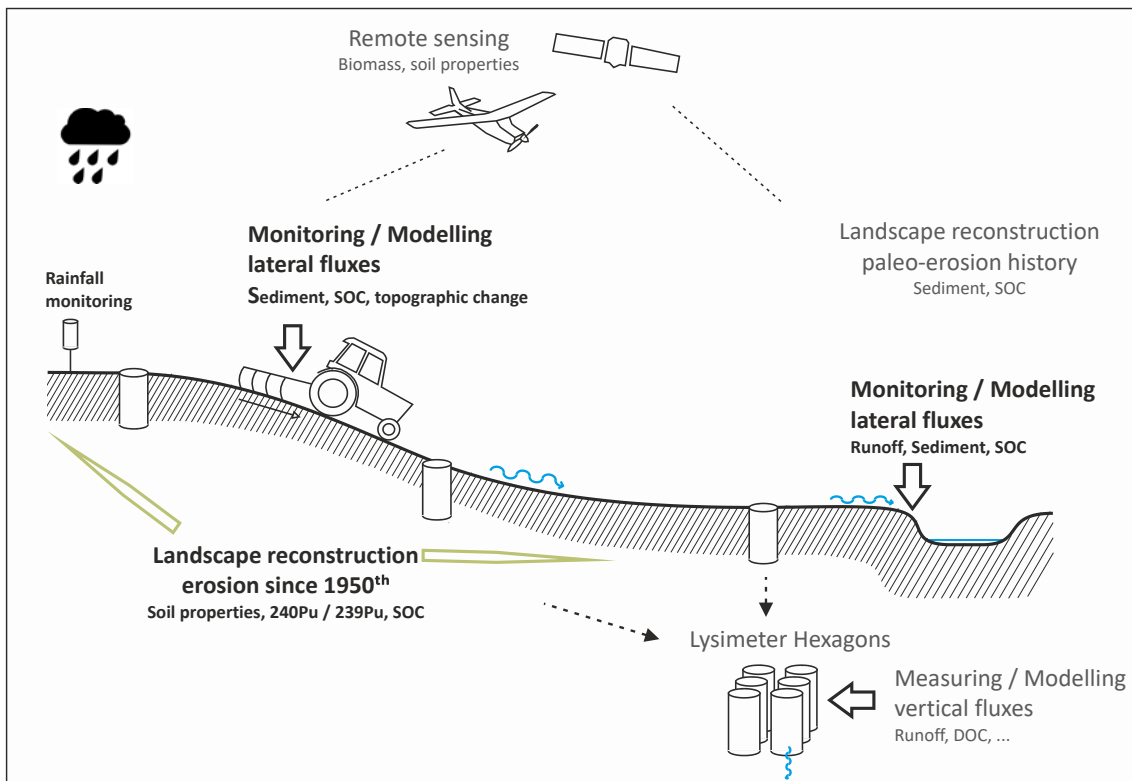 Remote sensing
Biomass, soil properties
Monitoring / Modelling
lateral fluxes
Sediment, SOC, topographic change
Landscape reconstruction
paleo-erosion history
Sediment, SOC
Rainfall
monitoring
Monitoring / Modelling
lateral fluxes
Runoff, Sediment, SOC
Landscape reconstruction
erosion since 1950th
Soil properties, 240Pu / 239Pu, SOC
Lysimeter Hexagons
Measuring / Modelling
vertical fluxes
Runoff, DOC, ...